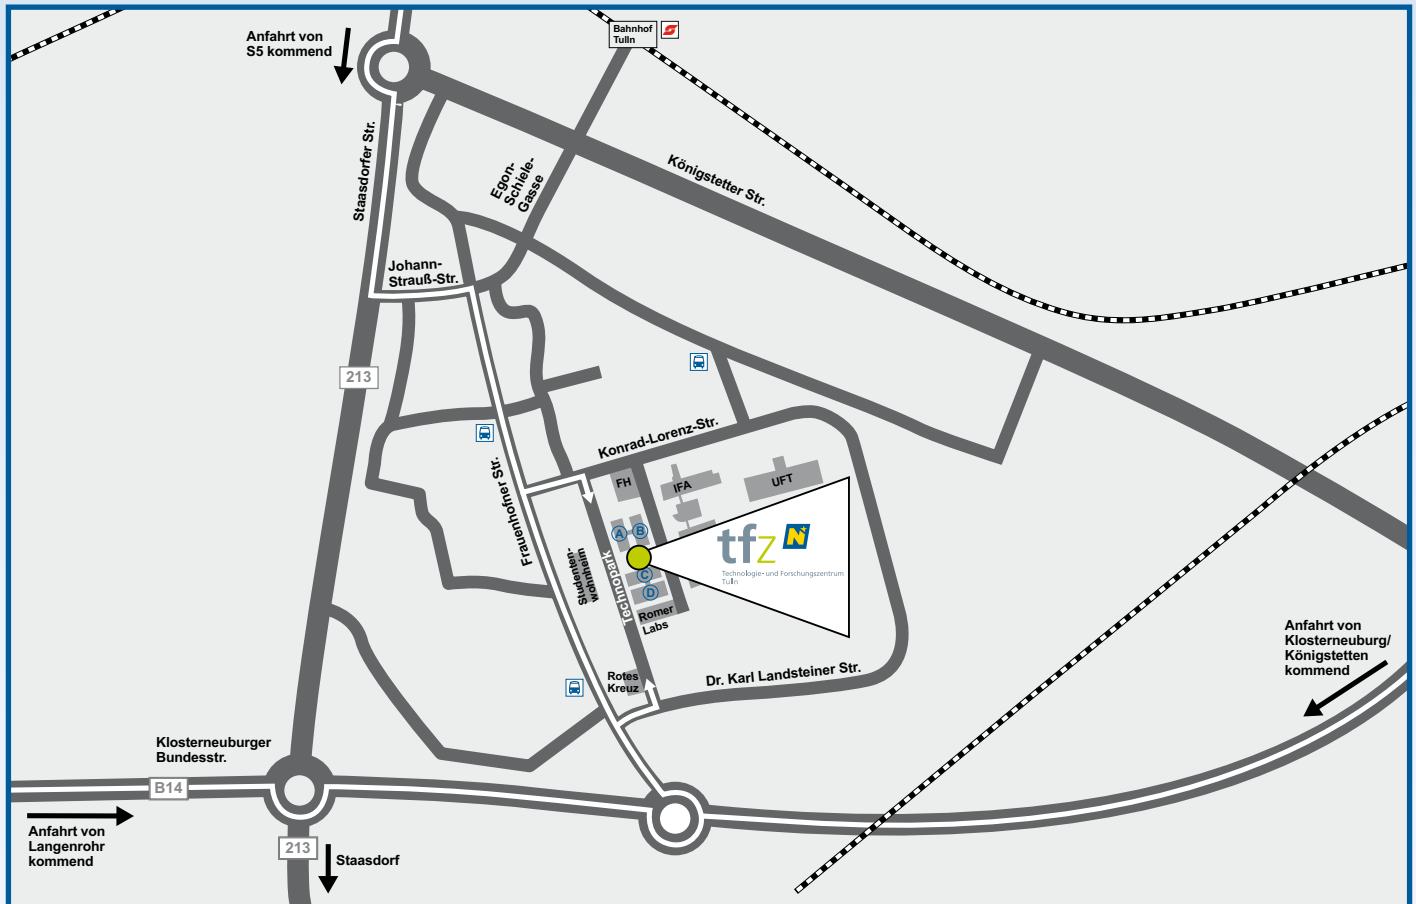 Anfahrt von
S5 kommend
Bahnhof
Tulln
Staasdorfer Str.
Egon-
Schiele-
Gasse
Königstetter Str.
Johann-
Strauß-Str.
213
Konrad-Lorenz-Str.
Frauenhofner Str.
FH
IFA
UFT
A
B
Studenten-
wohnheim
Technopark
C
D
tfz
N
Technologie- und Forschungszentrum
Tulln
Romer
Labs
Rotes
Kreuz
Dr. Karl Landsteiner Str.
Anfahrt von
Klosterneuburg/
Königstetten
kommend
Klosterneuburger
Bundesstr.
B14
Anfahrt von
Langenrohr
kommend
213
Staasdorf